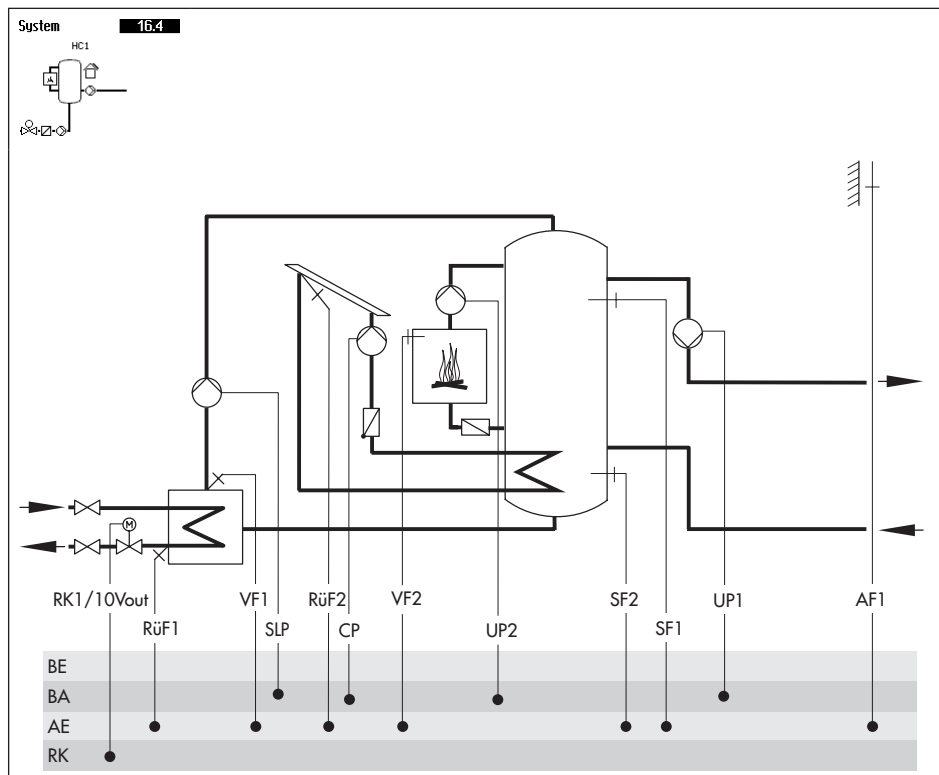 System 16.4
HC1
M
RK1/10Vout VF1 RüF2 VF2 SF2 UP1 AF1
RüF1 SLP CP UP2 SF1
BE
BA
AE
RK